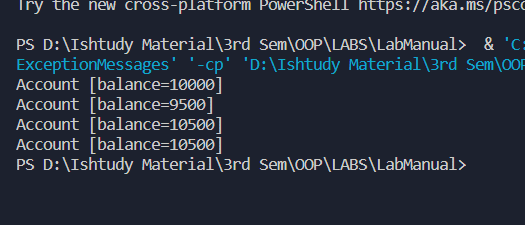 Try the new cross-platform PowerShell https://aka.ms/psco
PS D:\Ishtudy Material\3rd Sem\OOP\LABS\LabManual>  & 'C:
ExceptionMessages' '-cp' 'D:\Ishtudy Material\3rd Sem\OOP
Account [balance=10000]
Account [balance=9500]
Account [balance=10500]
Account [balance=10500]
PS D:\Ishtudy Material\3rd Sem\OOP\LABS\LabManual>